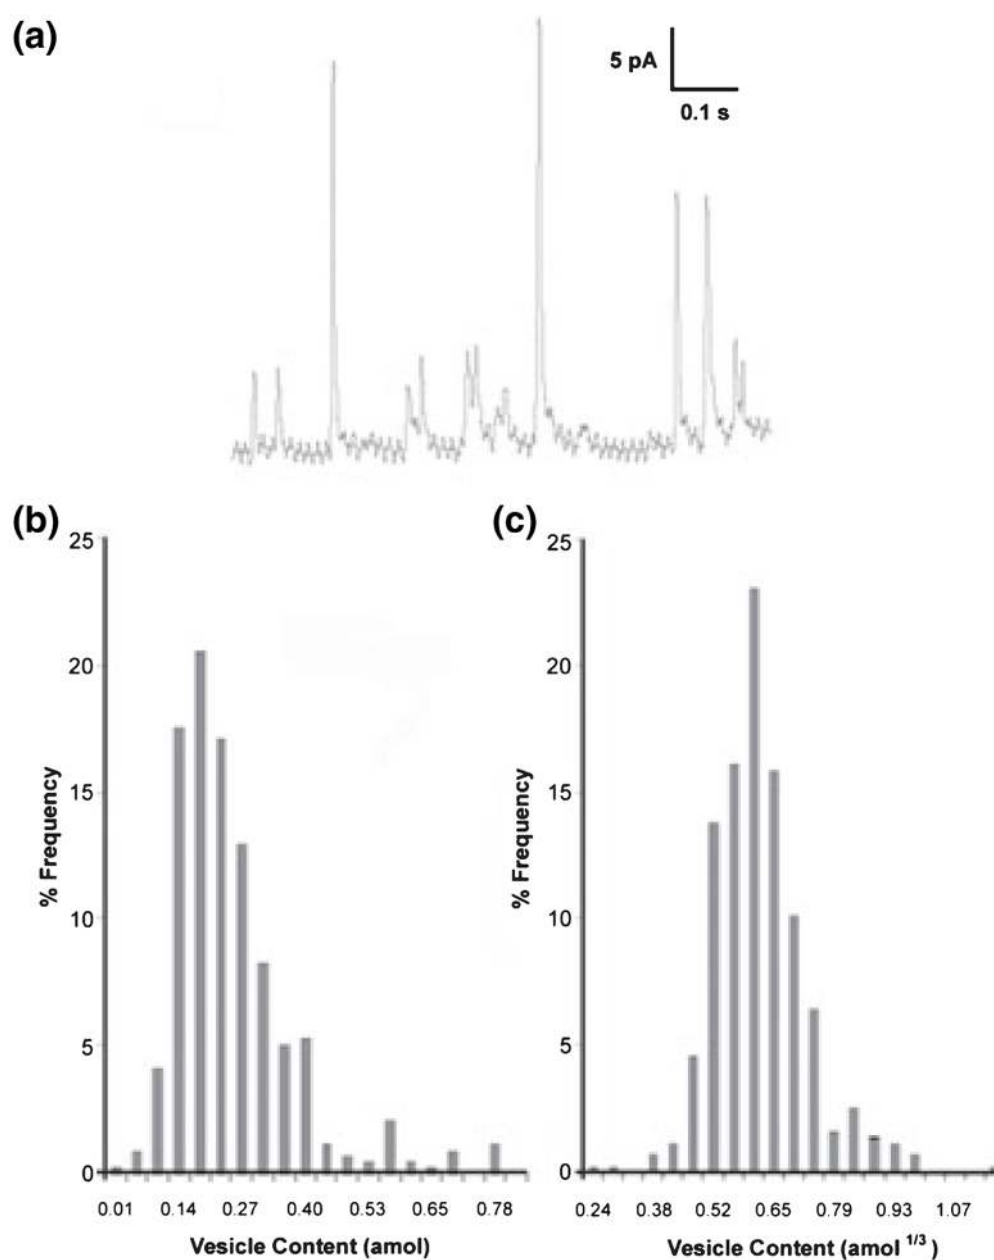 (a)
5 pA
0.1 s
(b)
(c)
25
20
15
10
5
0
% Frequency
0.01 0.14 0.27 0.40 0.53 0.65 0.78
Vesicle Content (amol)
25
20
15
10
5
0
% Frequency
0.24 0.38 0.52 0.65 0.79 0.93 1.07
Vesicle Content (amol 1/3 )